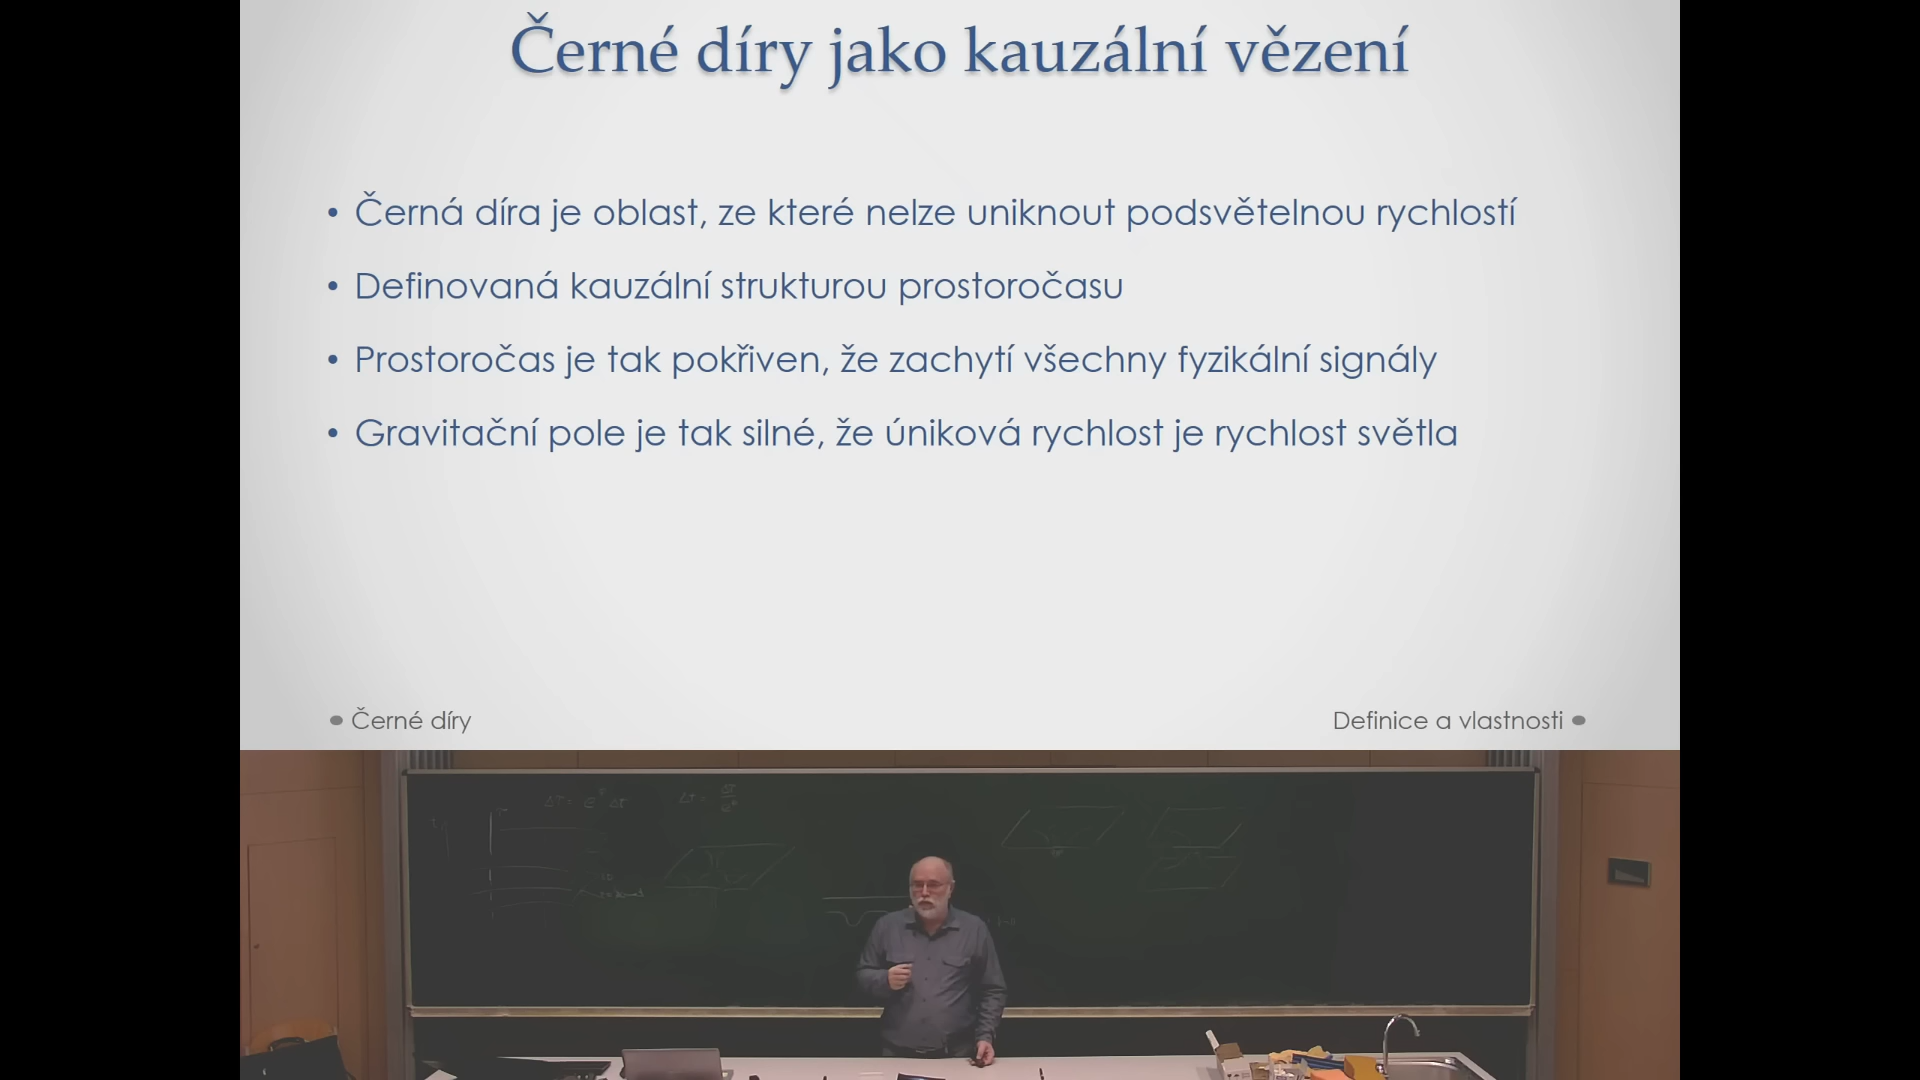 Černé díry jako kauzální vězení
• Černá díra je oblast, ze které nelze uniknout podsvětelnou rychlostí
• Definovaná kauzální strukturou prostoročasu
• Prostoročas je tak pokřiven, že zachytí všechny fyzikální signály
• Gravitační pole je tak silné, že úniková rychlost je rychlost světla
Černé díry
Definice a vlastnosti